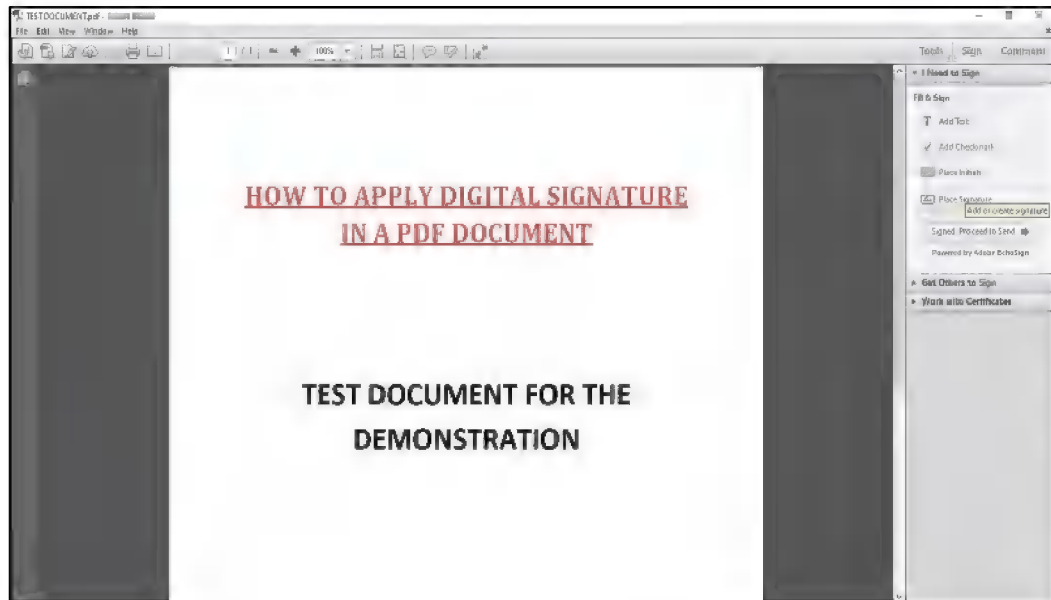 TESTDOCUMENT.pdf -
File Edit View Window Help
1 / 1 100% Tools Sign Comment
I Need to Sign
Fill & Sign
Add Text
Add Checkmark
Place Initials
Place Signature
Add or create signature
Signed. Proceed to Send
Powered by Adobe EchoSign
Get Others to Sign
Work with Certificates
HOW TO APPLY DIGITAL SIGNATURE
IN A PDF DOCUMENT
TEST DOCUMENT FOR THE
DEMONSTRATION